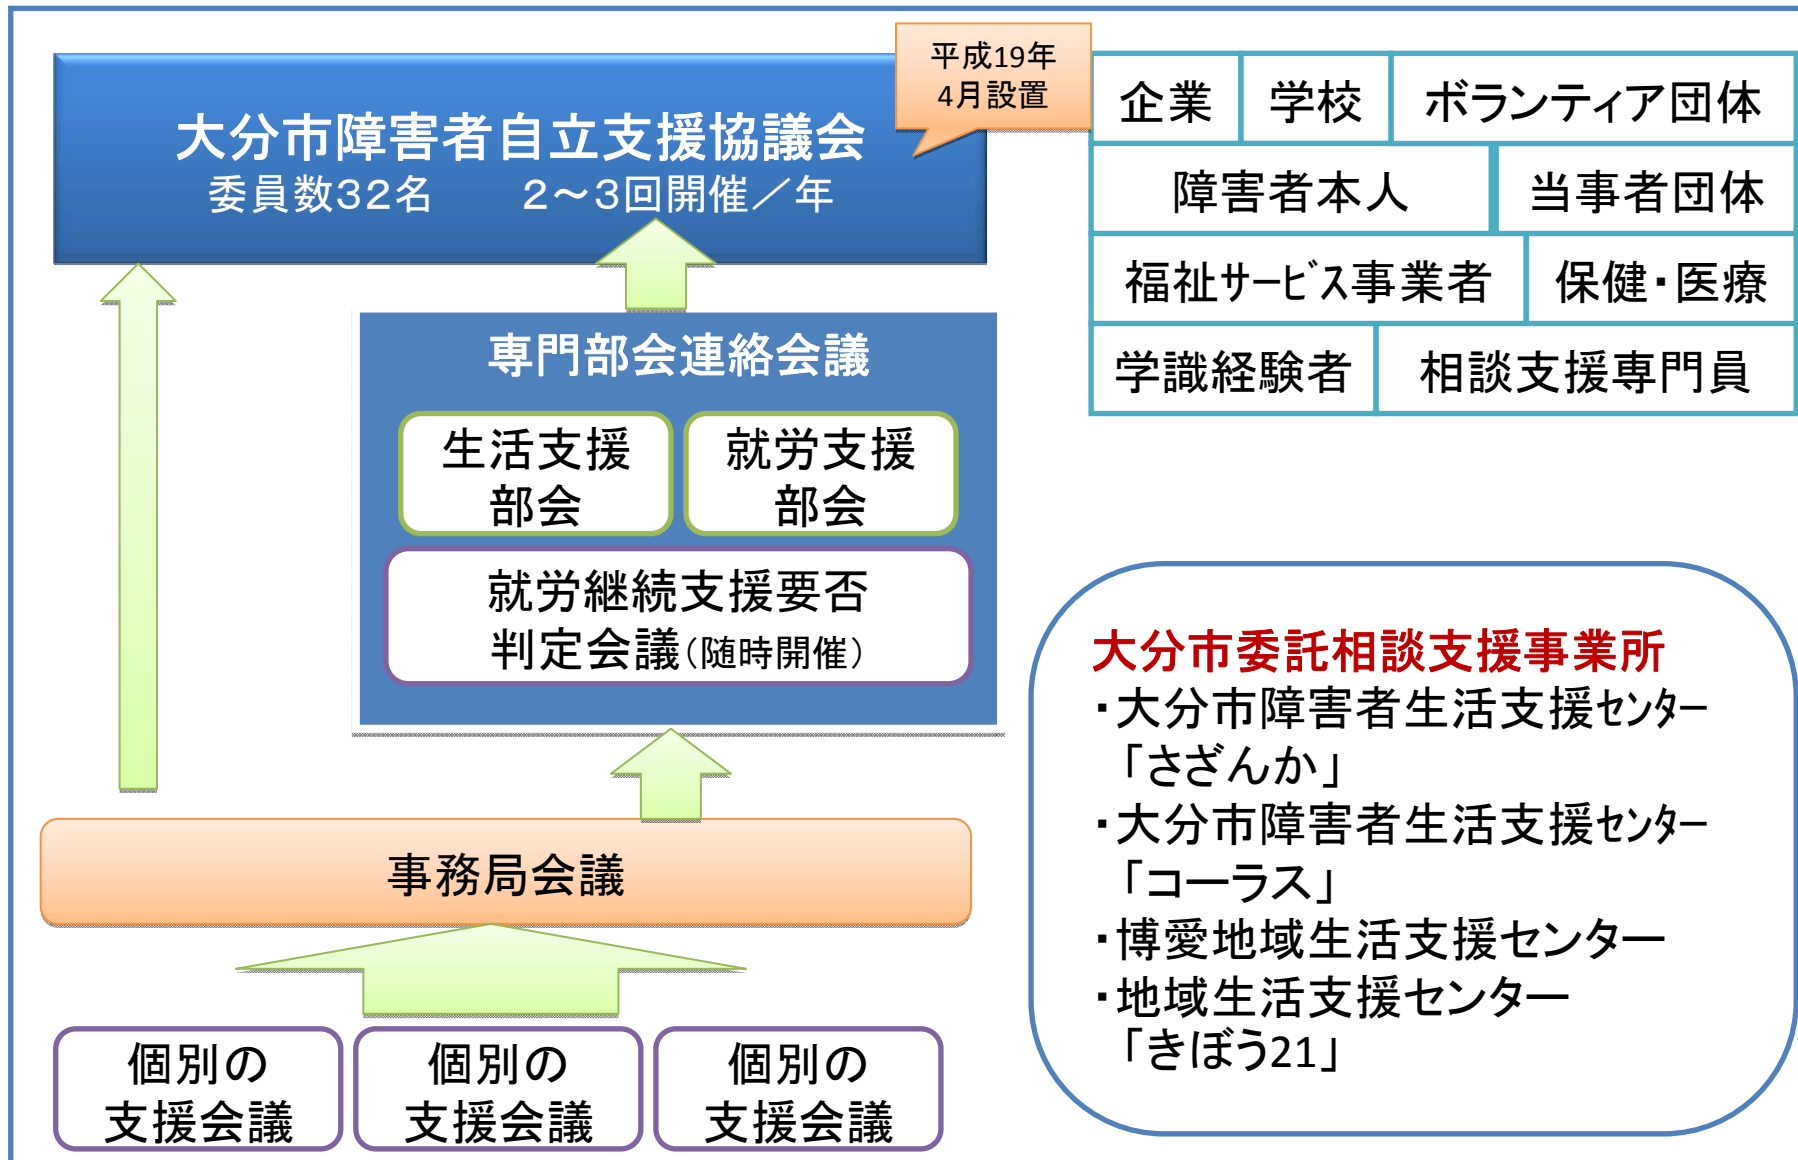 平成19年
4月設置
大分市障害者自立支援協議会
委員数32名　　2～3回開催／年
企業　学校　ボランティア団体
障害者本人　当事者団体
福祉サービス事業者　保健・医療
学識経験者　相談支援専門員
専門部会連絡会議
生活支援
部会
就労支援
部会
就労継続支援要否
判定会議（随時開催）
事務局会議
個別の
支援会議
個別の
支援会議
個別の
支援会議
大分市委託相談支援事業所
・大分市障害者生活支援センター
「さざんか」
・大分市障害者生活支援センター
「コーラス」
・博愛地域生活支援センター
・地域生活支援センター
「きぼう21」